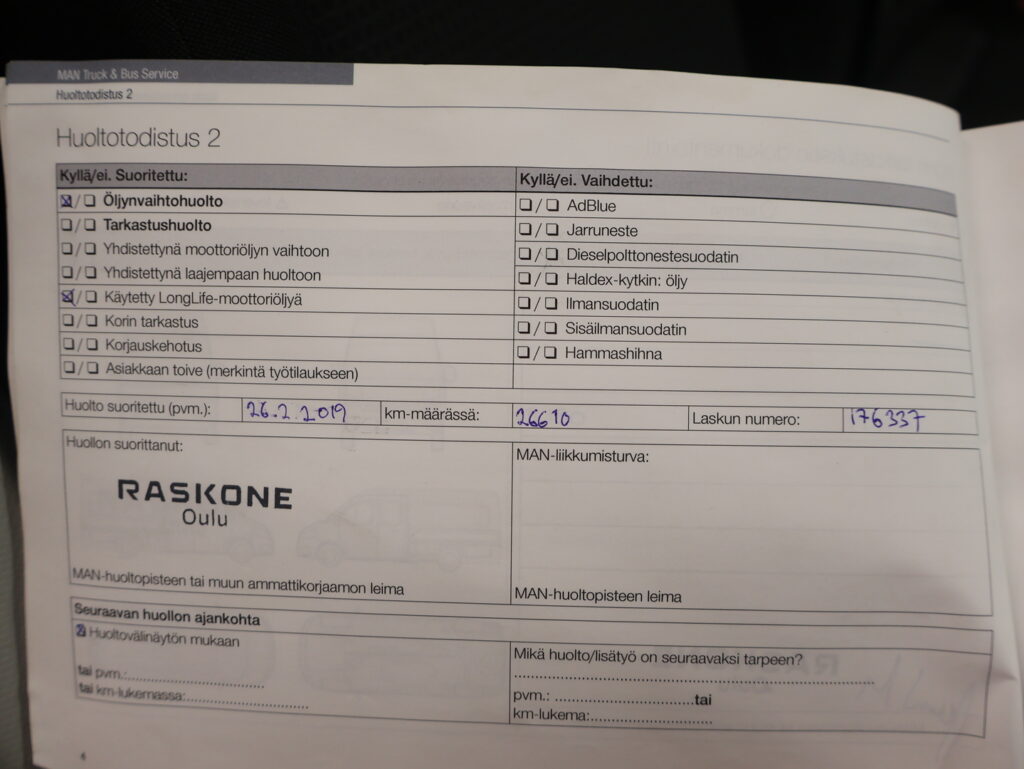 MAN Truck & Bus Service
Huoltotodistus 2
Huoltotodistus 2
Kyllä/ei. Suoritettu:
☒/☐ Öljynvaihtohuolto
☐/☐ Tarkastushuolto
☐/☐ Yhdistettynä moottoriöljyn vaihtoon
☐/☐ Yhdistettynä laajempaan huoltoon
☒/☐ Käytetty LongLife-moottoriöljyä
☐/☐ Korin tarkastus
☐/☐ Korjauskehotus
☐/☐ Asiakkaan toive (merkintä työtilaukseen)
Kyllä/ei. Vaihdettu:
☐/☐ AdBlue
☐/☐ Jarruneste
☐/☐ Dieselpolttonestesuodatin
☐/☐ Haldex-kytkin: öljy
☐/☐ Ilmansuodatin
☐/☐ Sisäilmansuodatin
☐/☐ Hammashihna
Huolto suoritettu (pvm.): 26.2.2019 km-määrässä: 26610 Laskun numero: 176337
Huollon suorittanut:
RASKONE
Oulu
MAN-huoltopisteen tai muun ammattikorjaamon leima
MAN-liikkumisturva:
MAN-huoltopisteen leima
Seuraavan huollon ajankohta
☒ Huoltovälinäytön mukaan
tai pvm.:
tai km-lukemassa:
Mikä huolto/lisätyö on seuraavaksi tarpeen?
pvm.: tai
km-lukema:
6